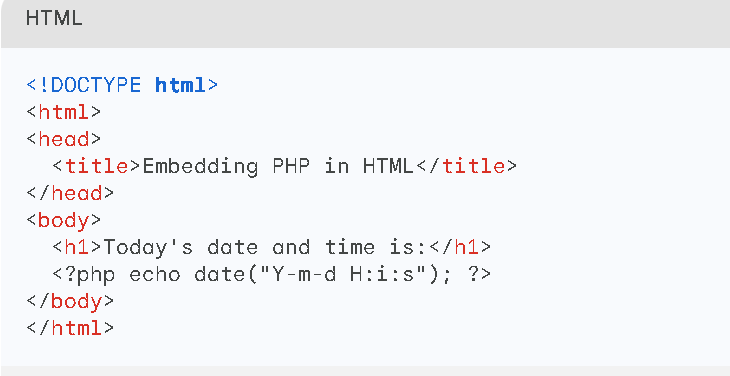 HTML
<!DOCTYPE html>
<html>
<head>
  <title>Embedding PHP in HTML</title>
</head>
<body>
  <h1>Today's date and time is:</h1>
  <?php echo date("Y-m-d H:i:s"); ?>
</body>
</html>